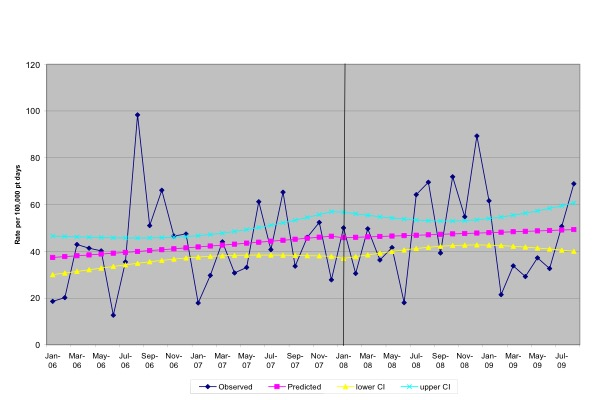 120
100
80
60
40
20
0
Rate per 100,000 pt days
Jan-06 May-06 Jul-06 Sep-06 Nov-06 Jan-07 Mar-07 May-07 Jul-07 Sep-07 Nov-07 Jan-08 Mar-08 May-08 Jul-08 Sep-08 Nov-08 Jan-09 Mar-09 May-09 Jul-09
Observed Predicted lower CI upper CI